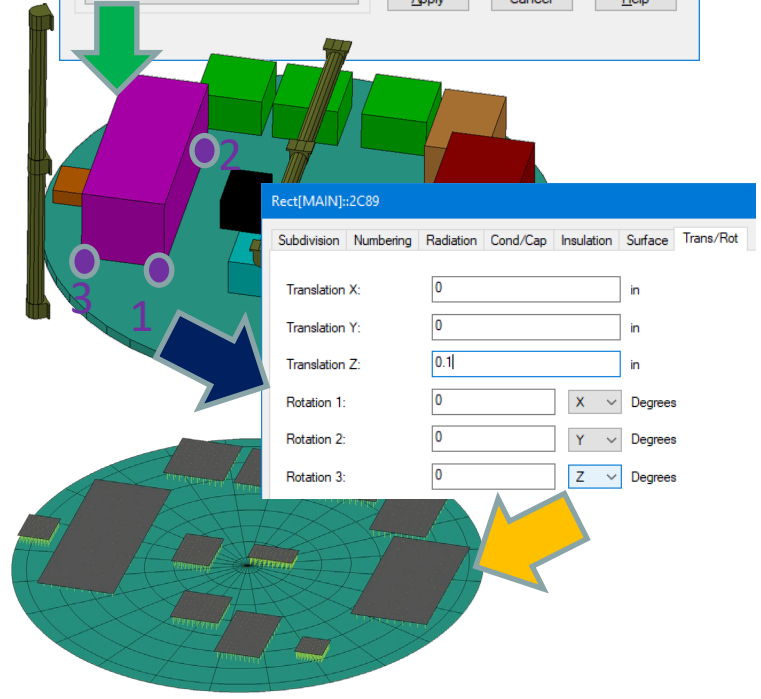 Apply Cancel Help
2
3
1
Rect[MAIN]::2C89
Subdivision Numbering Radiation Cond/Cap Insulation Surface Trans/Rot
Translation X: 0 in
Translation Y: 0 in
Translation Z: 0.1 in
Rotation 1: 0 X Degrees
Rotation 2: 0 Y Degrees
Rotation 3: 0 Z Degrees